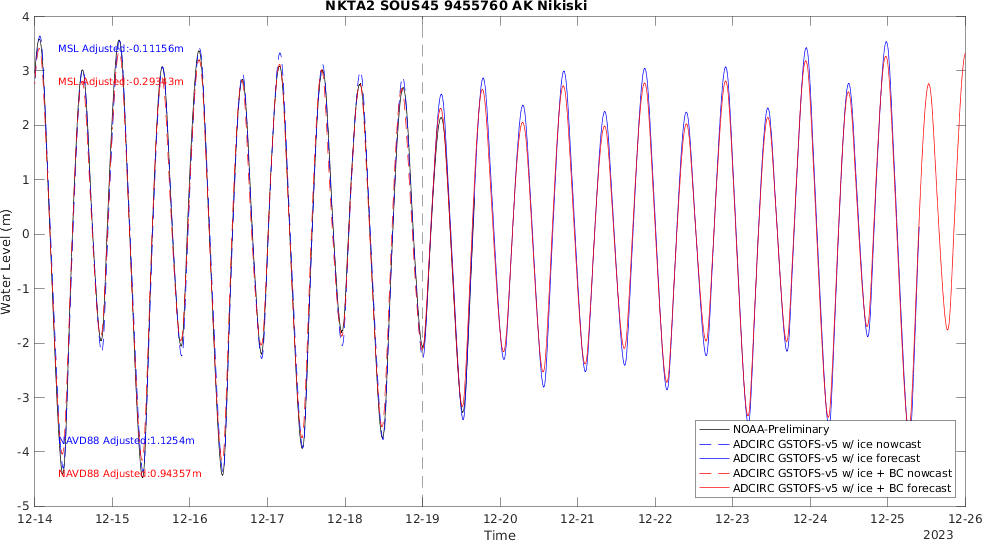 NKTA2 SOUS45 9455760 AK Nikiski
4
MSL Adjusted:-0.11156m
3
MSL Adjusted:-0.29343m
2
1
0
Water Level (m)
-1
-2
-3
NAVD88 Adjusted:1.1254m
-4
NAVD88 Adjusted:0.94357m
-5
NOAA-Preliminary
ADCIRC GSTOFS-v5 w/ ice nowcast
ADCIRC GSTOFS-v5 w/ ice forecast
ADCIRC GSTOFS-v5 w/ ice + BC nowcast
ADCIRC GSTOFS-v5 w/ ice + BC forecast
12-14 12-15 12-16 12-17 12-18 12-19 12-20 12-21 12-22 12-23 12-24 12-25 12-26
Time
2023